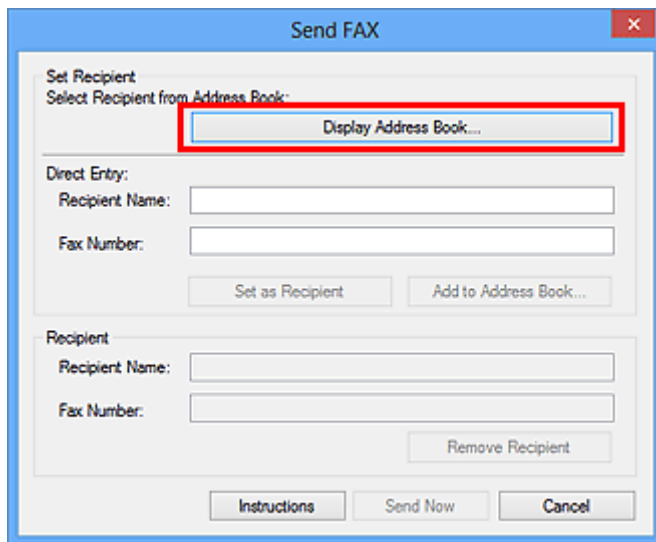 Send FAX
Set Recipient
Select Recipient from Address Book:
Display Address Book...
Direct Entry:
Recipient Name:
Fax Number:
Set as Recipient Add to Address Book...
Recipient
Recipient Name:
Fax Number:
Remove Recipient
Instructions Send Now Cancel